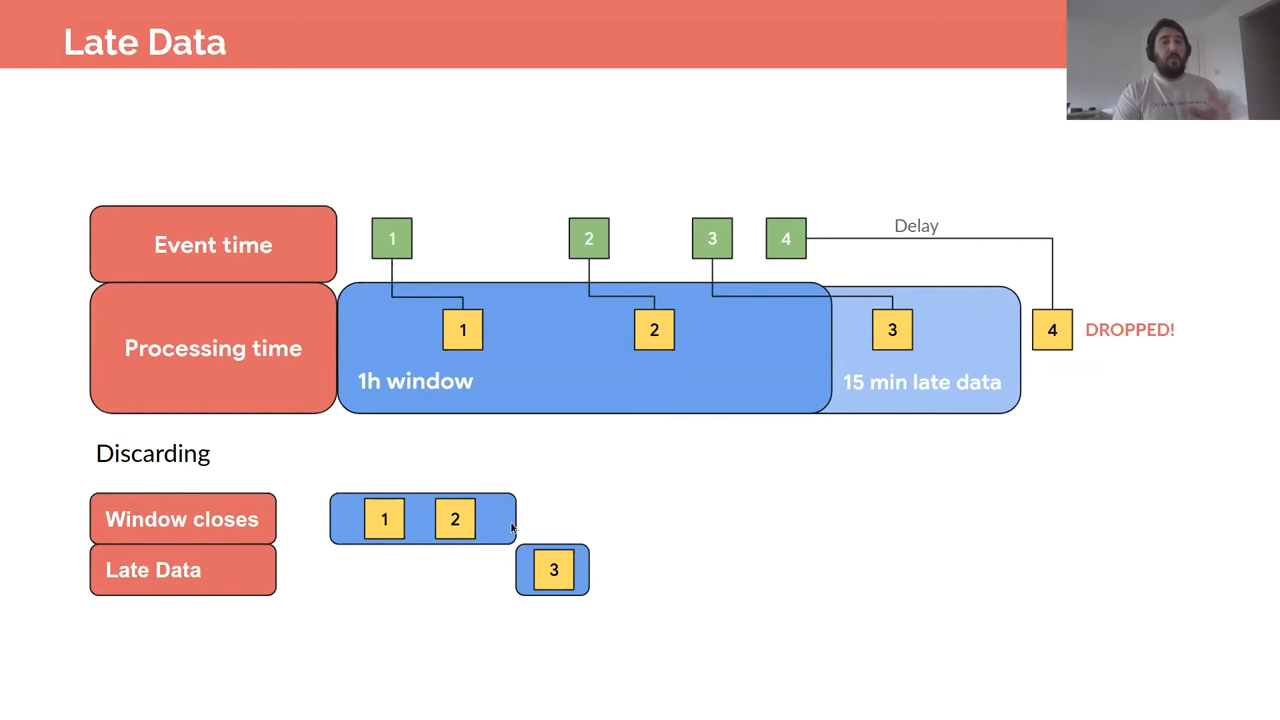 Late Data
Event time
1
2
3
4
Delay
Processing time
1
2
3
4
DROPPED!
1h window
15 min late data
Discarding
Window closes
1
2
Late Data
3